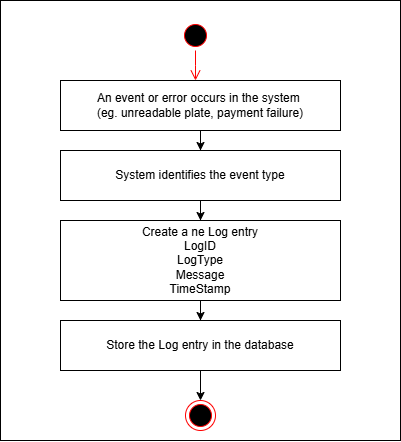 An event or error occurs in the system
(eg. unreadable plate, payment failure)
System identifies the event type
Create a ne Log entry
LogID
LogType
Message
TimeStamp
Store the Log entry in the database